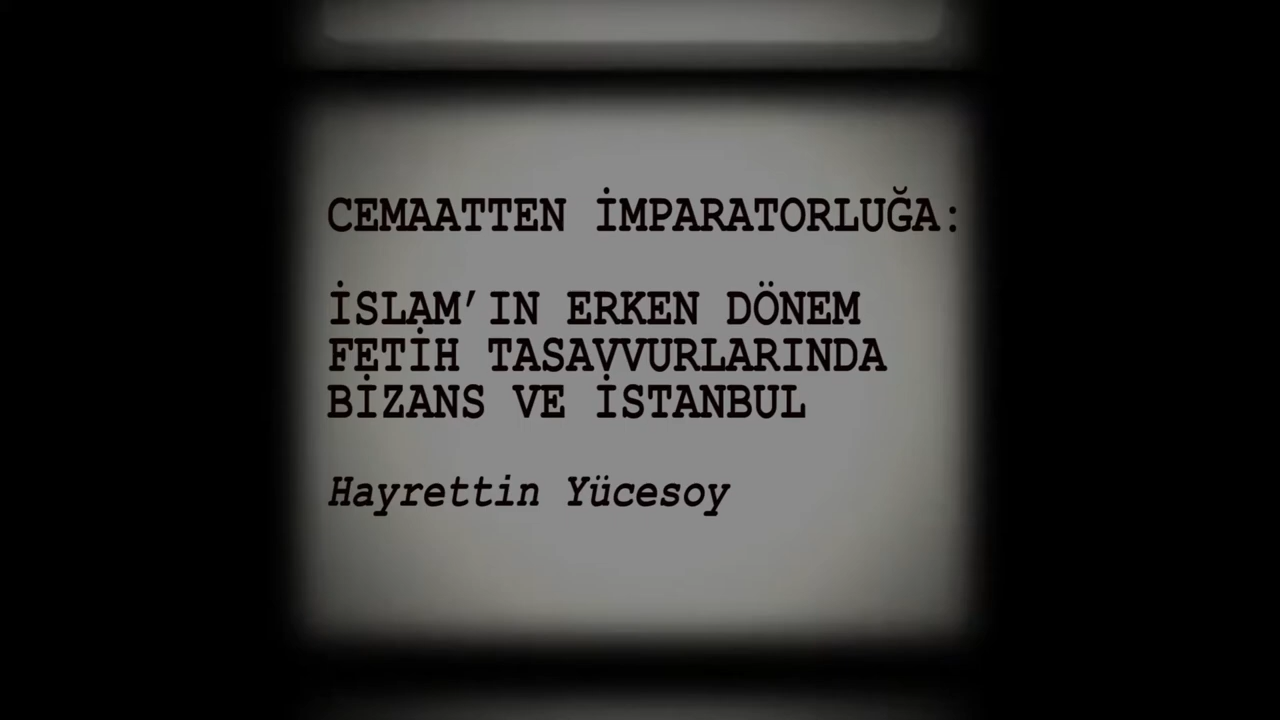 CEMAATTEN İMPARATORLUĞA:
İSLAM'IN ERKEN DÖNEM
FETİH TASAVVURLARINDA
BİZANS VE İSTANBUL
Hayrettin Yücesoy